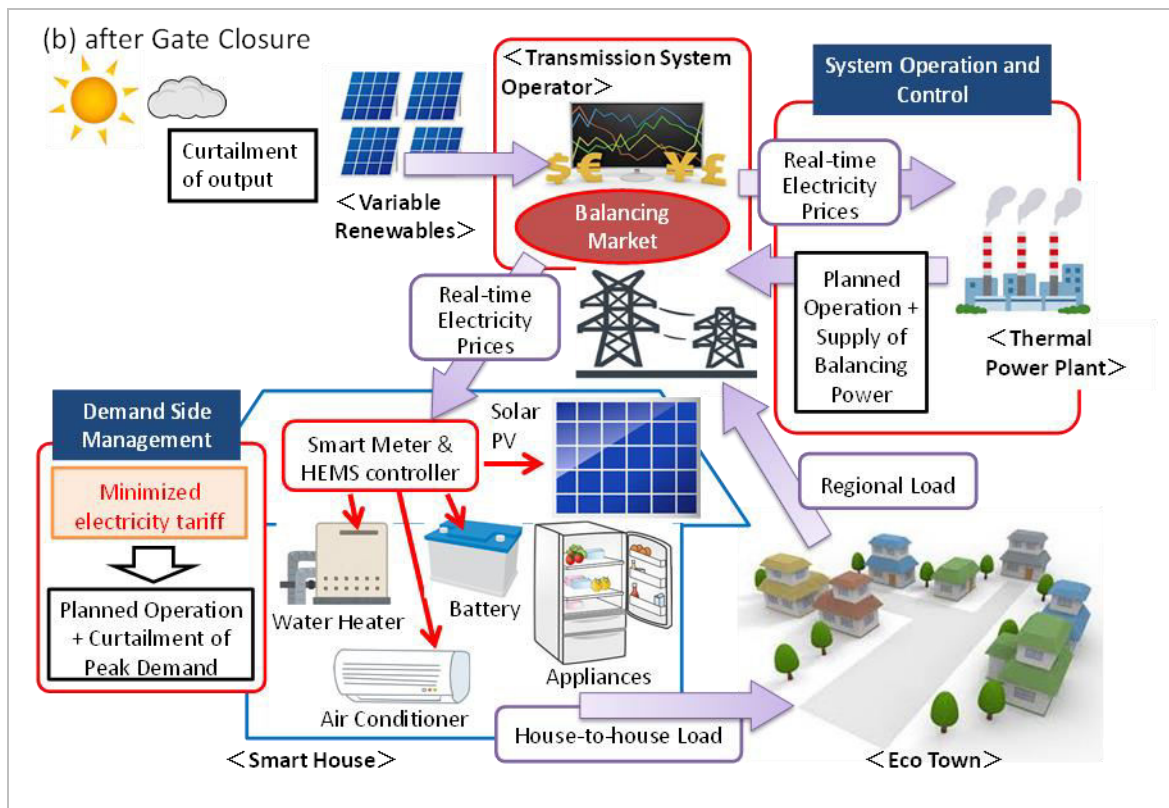 (b) after Gate Closure
＜Transmission System
Operator＞
System Operation and
Control
Curtailment
of output
＜Variable
Renewables＞
$€ ¥£
Balancing
Market
Real-time
Electricity
Prices
Real-time
Electricity
Prices
Planned
Operation +
Supply of
Balancing
Power
＜Thermal
Power Plant＞
Demand Side
Management
Minimized
electricity tariff
Planned Operation
+ Curtailment of
Peak Demand
Smart Meter &
HEMS controller
Solar
PV
Regional Load
Water Heater
Battery
Appliances
Air Conditioner
House-to-house Load
＜Smart House＞
＜Eco Town＞